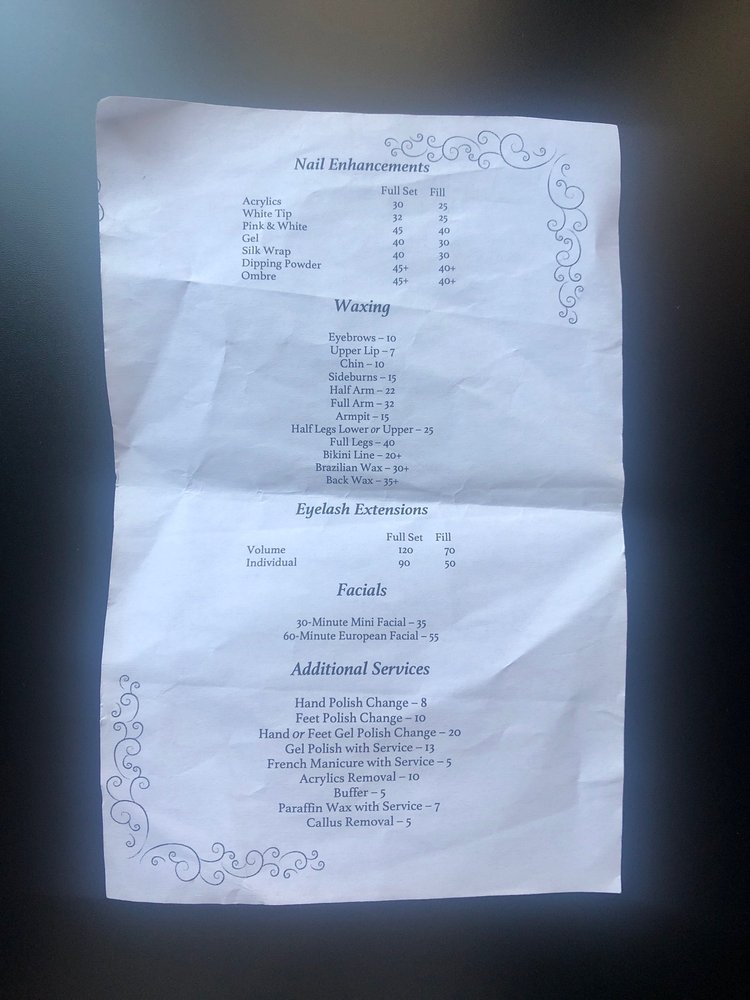 Nail Enhancements
Full Set Fill
Acrylics 30 25
White Tip 32 25
Pink & White 45 40
Gel 40 30
Silk Wrap 40 30
Dipping Powder 45+ 40+
Ombre 45+ 40+
Waxing
Eyebrows – 10
Upper Lip – 7
Chin – 10
Sideburns – 15
Half Arm – 22
Full Arm – 32
Armpit – 15
Half Legs Lower or Upper – 25
Full Legs – 40
Bikini Line – 20+
Brazilian Wax – 30+
Back Wax – 35+
Eyelash Extensions
Full Set Fill
Volume 120 70
Individual 90 50
Facials
30-Minute Mini Facial – 35
60-Minute European Facial – 55
Additional Services
Hand Polish Change – 8
Feet Polish Change – 10
Hand or Feet Gel Polish Change – 20
Gel Polish with Service – 13
French Manicure with Service – 5
Acrylics Removal – 10
Buffer – 5
Paraffin Wax with Service – 7
Callus Removal – 5